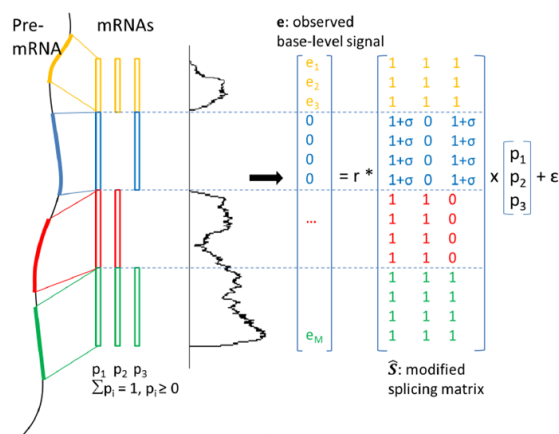 Pre-
mRNA
mRNAs
e: observed
base-level signal
e1
e2
e3
0
0
0
0
...
eM
= r *
1 1 1
1 1 1
1 1 1
1+σ 0 1+σ
1+σ 0 1+σ
1+σ 0 1+σ
1+σ 0 1+σ
1 1 0
1 1 0
1 1 0
1 1 0
1 1 1
1 1 1
1 1 1
1 1 1
x
p1
p2
p3
+ ε
p1 p2 p3
∑pi = 1, pi ≥ 0
Ŝ: modified
splicing matrix